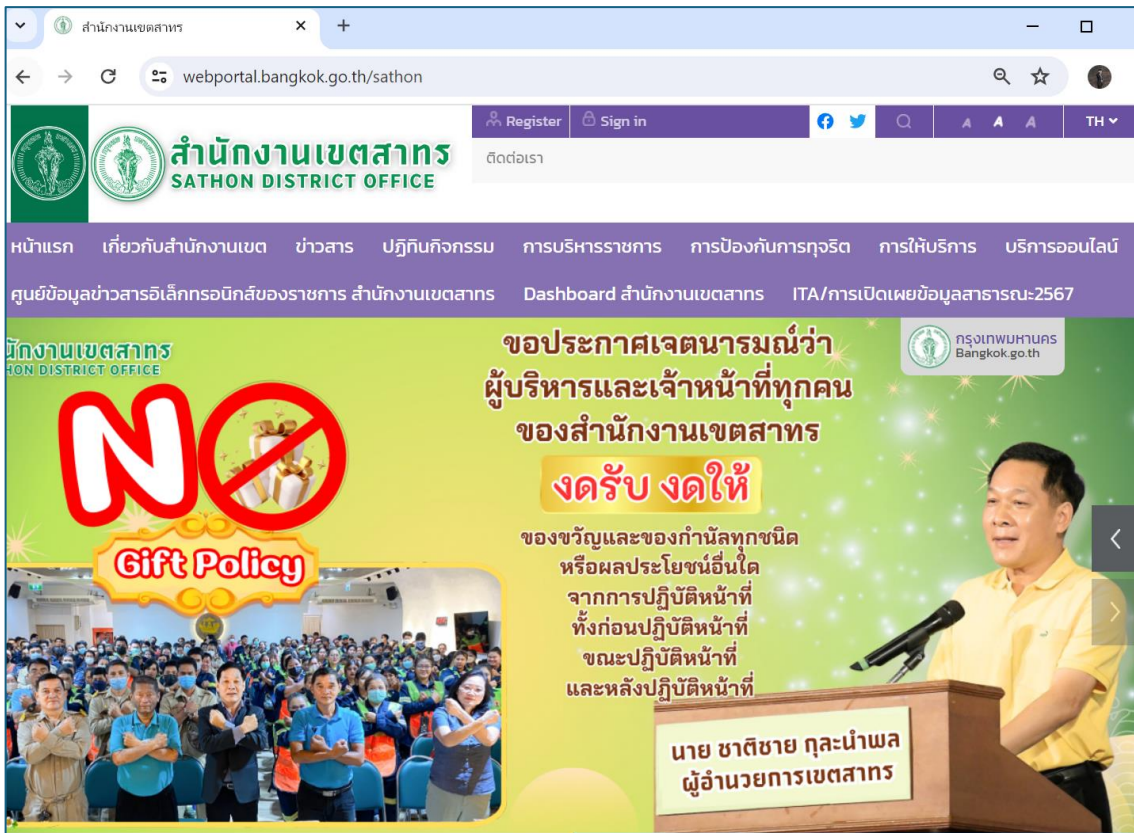 สำนักงานเขตสาทร
webportal.bangkok.go.th/sathon
Register Sign in A A A TH
สำนักงานเขตสาทร
SATHON DISTRICT OFFICE
ติดต่อเรา
หน้าแรก เกี่ยวกับสำนักงานเขต ข่าวสาร ปฏิทินกิจกรรม การบริหารราชการ การป้องกันการทุจริต การให้บริการ บริการออนไลน์
ศูนย์ข้อมูลข่าวสารอิเล็กทรอนิกส์ของราชการ สำนักงานเขตสาทร Dashboard สำนักงานเขตสาทร ITA/การเปิดเผยข้อมูลสาธารณะ2567
นักงานเขตสาทร
HON DISTRICT OFFICE
NO
Gift Policy
ขอประกาศเจตนารมณ์ว่า
ผู้บริหารและเจ้าหน้าที่ทุกคน
ของสำนักงานเขตสาทร
งดรับ งดให้
ของขวัญและของกำนัลทุกชนิด
หรือผลประโยชน์อื่นใด
จากการปฏิบัติหน้าที่
ทั้งก่อนปฏิบัติหน้าที่
ขณะปฏิบัติหน้าที่
และหลังปฏิบัติหน้าที่
กรุงเทพมหานคร
Bangkok.go.th
นาย ชาติชาย กุละนำพล
ผู้อำนวยการเขตสาทร